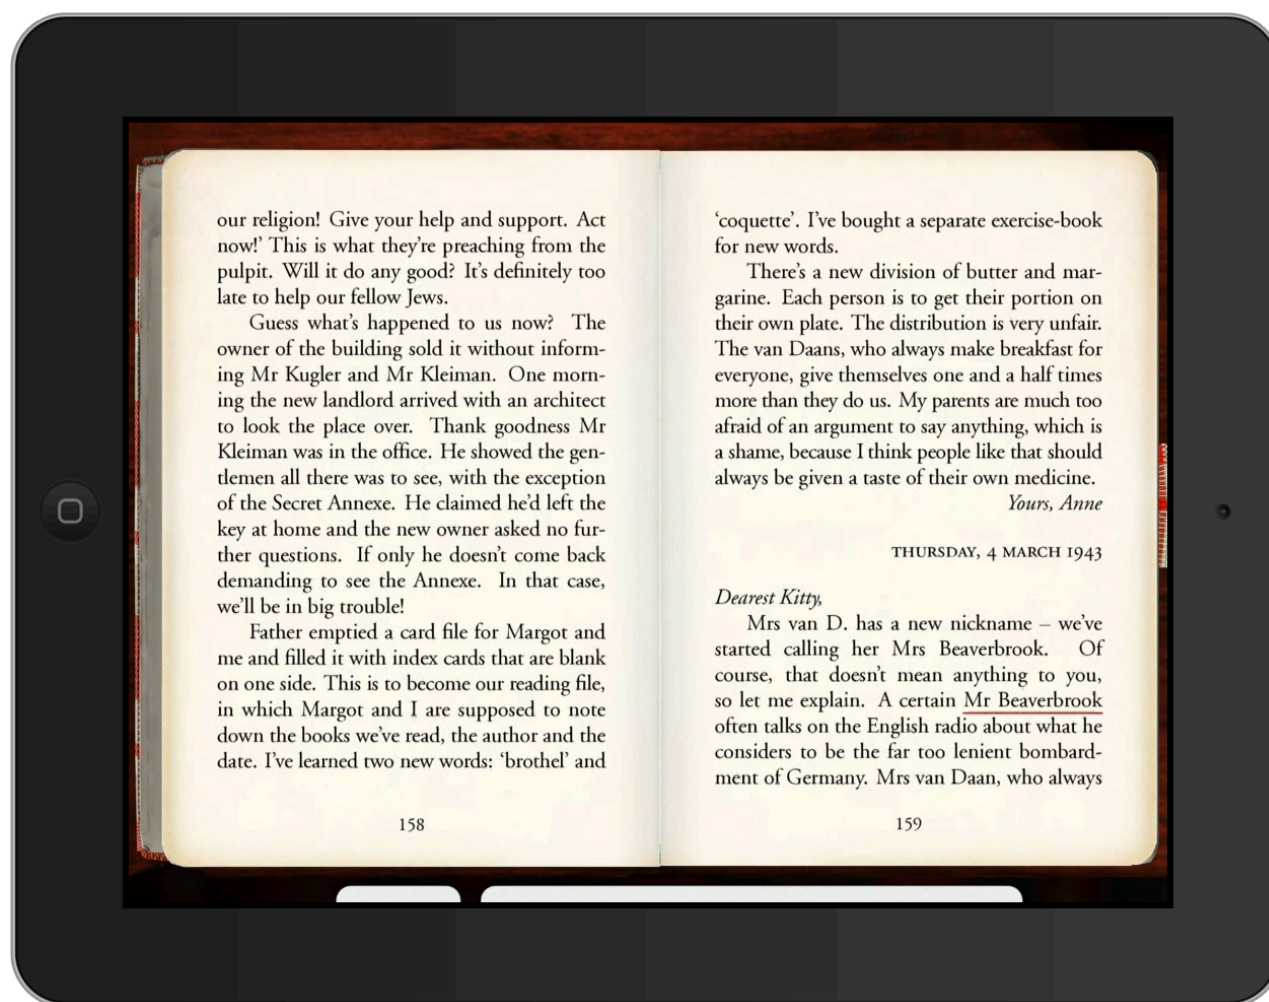 our religion! Give your help and support. Act
now!’ This is what they’re preaching from the
pulpit. Will it do any good? It’s definitely too
late to help our fellow Jews.
Guess what’s happened to us now? The
owner of the building sold it without inform-
ing Mr Kugler and Mr Kleiman. One morn-
ing the new landlord arrived with an architect
to look the place over. Thank goodness Mr
Kleiman was in the office. He showed the gen-
tlemen all there was to see, with the exception
of the Secret Annexe. He claimed he’d left the
key at home and the new owner asked no fur-
ther questions. If only he doesn’t come back
demanding to see the Annexe. In that case,
we’ll be in big trouble!
Father emptied a card file for Margot and
me and filled it with index cards that are blank
on one side. This is to become our reading file,
in which Margot and I are supposed to note
down the books we’ve read, the author and the
date. I’ve learned two new words: ‘brothel’ and
158
‘coquette’. I’ve bought a separate exercise-book
for new words.
There’s a new division of butter and mar-
garine. Each person is to get their portion on
their own plate. The distribution is very unfair.
The van Daans, who always make breakfast for
everyone, give themselves one and a half times
more than they do us. My parents are much too
afraid of an argument to say anything, which is
a shame, because I think people like that should
always be given a taste of their own medicine.
Yours, Anne
THURSDAY, 4 MARCH 1943
Dearest Kitty,
Mrs van D. has a new nickname – we’ve
started calling her Mrs Beaverbrook. Of
course, that doesn’t mean anything to you,
so let me explain. A certain Mr Beaverbrook
often talks on the English radio about what he
considers to be the far too lenient bombard-
ment of Germany. Mrs van Daan, who always
159